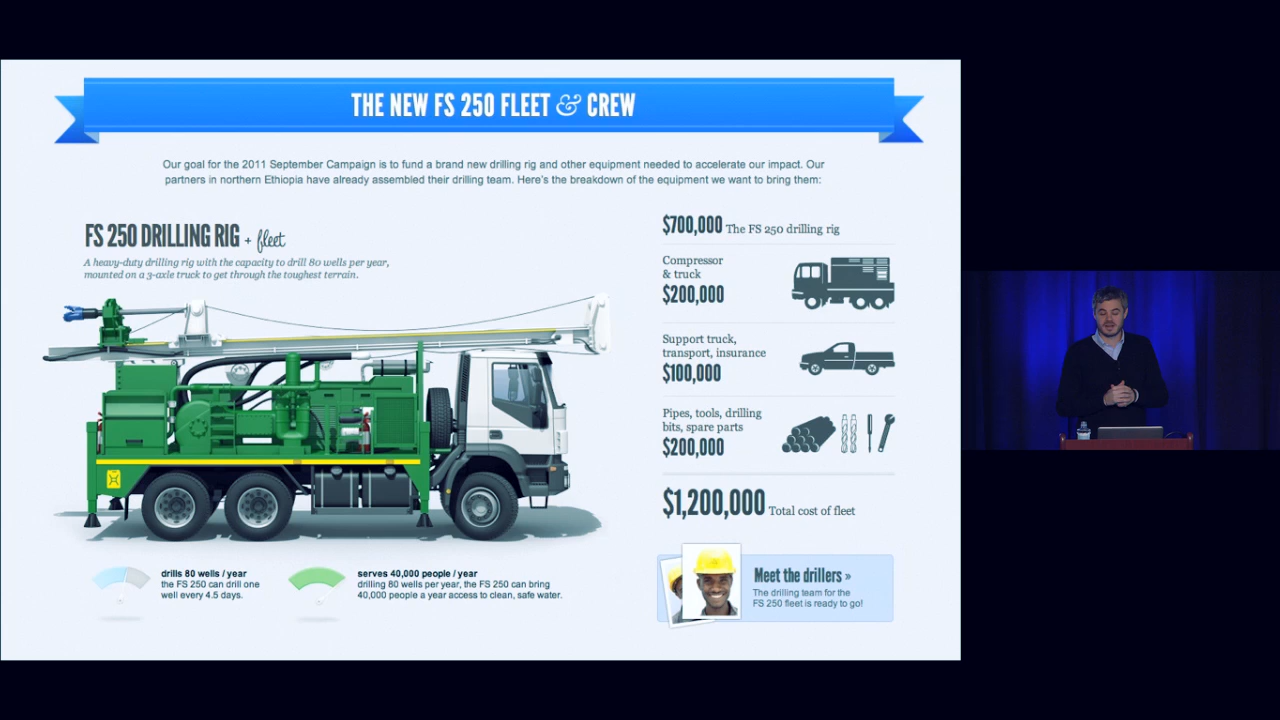 THE NEW FS 250 FLEET & CREW
Our goal for the 2011 September Campaign is to fund a brand new drilling rig and other equipment needed to accelerate our impact. Our
partners in northern Ethiopia have already assembled their drilling team. Here's the breakdown of the equipment we want to bring them:
FS 250 DRILLING RIG + fleet
A heavy-duty drilling rig with the capacity to drill 80 wells per year,
mounted on a 3-axle truck to get through the toughest terrain.
drills 80 wells / year
the FS 250 can drill one
well every 4.5 days.
serves 40,000 people / year
drilling 80 wells per year, the FS 250 can bring
40,000 people a year access to clean, safe water.
$700,000 The FS 250 drilling rig
Compressor
& truck
$200,000
Support truck,
transport, insurance
$100,000
Pipes, tools, drilling
bits, spare parts
$200,000
$1,200,000 Total cost of fleet
Meet the drillers »
The drilling team for the
FS 250 fleet is ready to go!